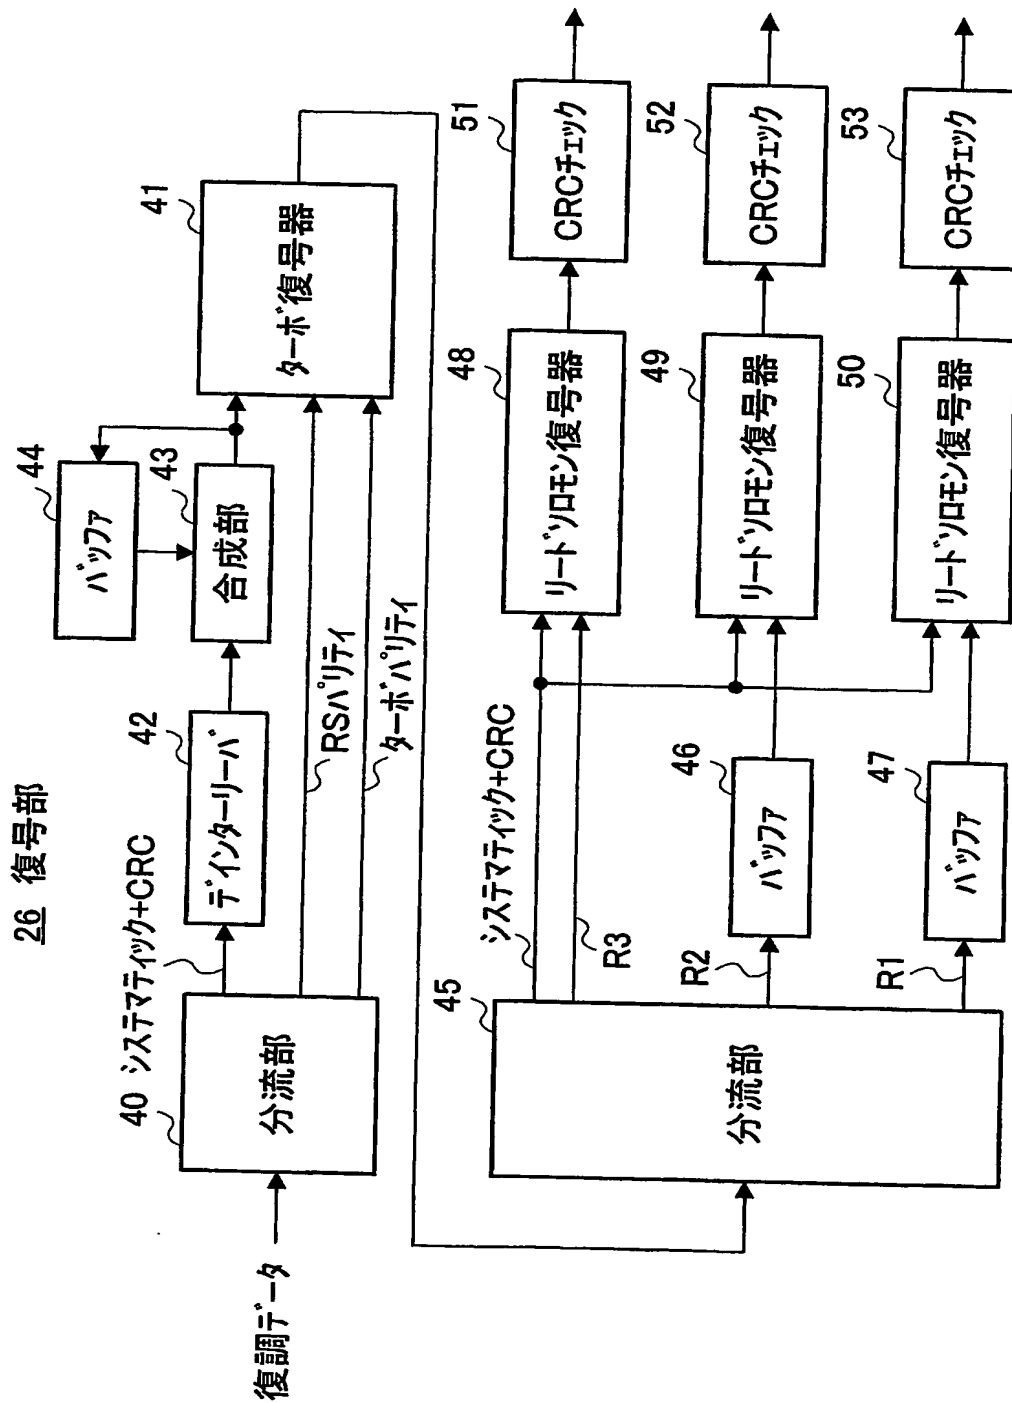 26 復号部
復調データ
40
分流部
システマティック+CRC
42
デインターリーバ
44
バッファ
43
合成部
41
ターボ復号器
RSパリティ
ターボパリティ
45
分流部
システマティック+CRC
R3
R2
R1
46
バッファ
47
バッファ
48
リードソロモン復号器
49
リードソロモン復号器
50
リードソロモン復号器
51
CRCチェック
52
CRCチェック
53
CRCチェック